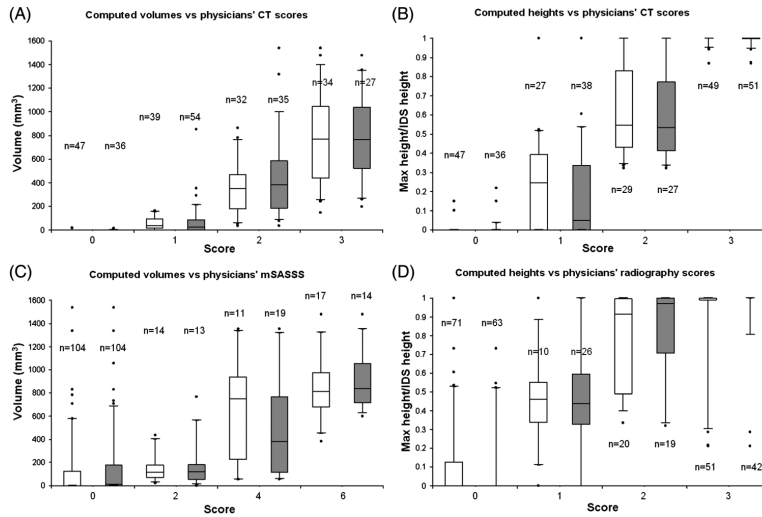 (A)
Computed volumes vs physicians' CT scores
Volume (mm³)
1600
1400
1200
1000
800
600
400
200
0
n=47
n=36
n=39
n=54
n=32
n=35
n=34
n=27
0 1 2 3
Score
(B)
Computed heights vs physicians' CT scores
Max height/IDS height
1
0.9
0.8
0.7
0.6
0.5
0.4
0.3
0.2
0.1
0
n=47
n=36
n=27
n=38
n=29
n=27
n=49
n=51
0 1 2 3
Score
(C)
Computed volumes vs physicians' mSASSS
Volume (mm³)
1600
1400
1200
1000
800
600
400
200
0
n=104
n=104
n=14
n=13
n=11
n=19
n=17
n=14
0 2 4 6
Score
(D)
Computed heights vs physicians' radiography scores
Max height/IDS height
1
0.9
0.8
0.7
0.6
0.5
0.4
0.3
0.2
0.1
0
n=71
n=63
n=10
n=26
n=20
n=19
n=51
n=42
0 1 2 3
Score